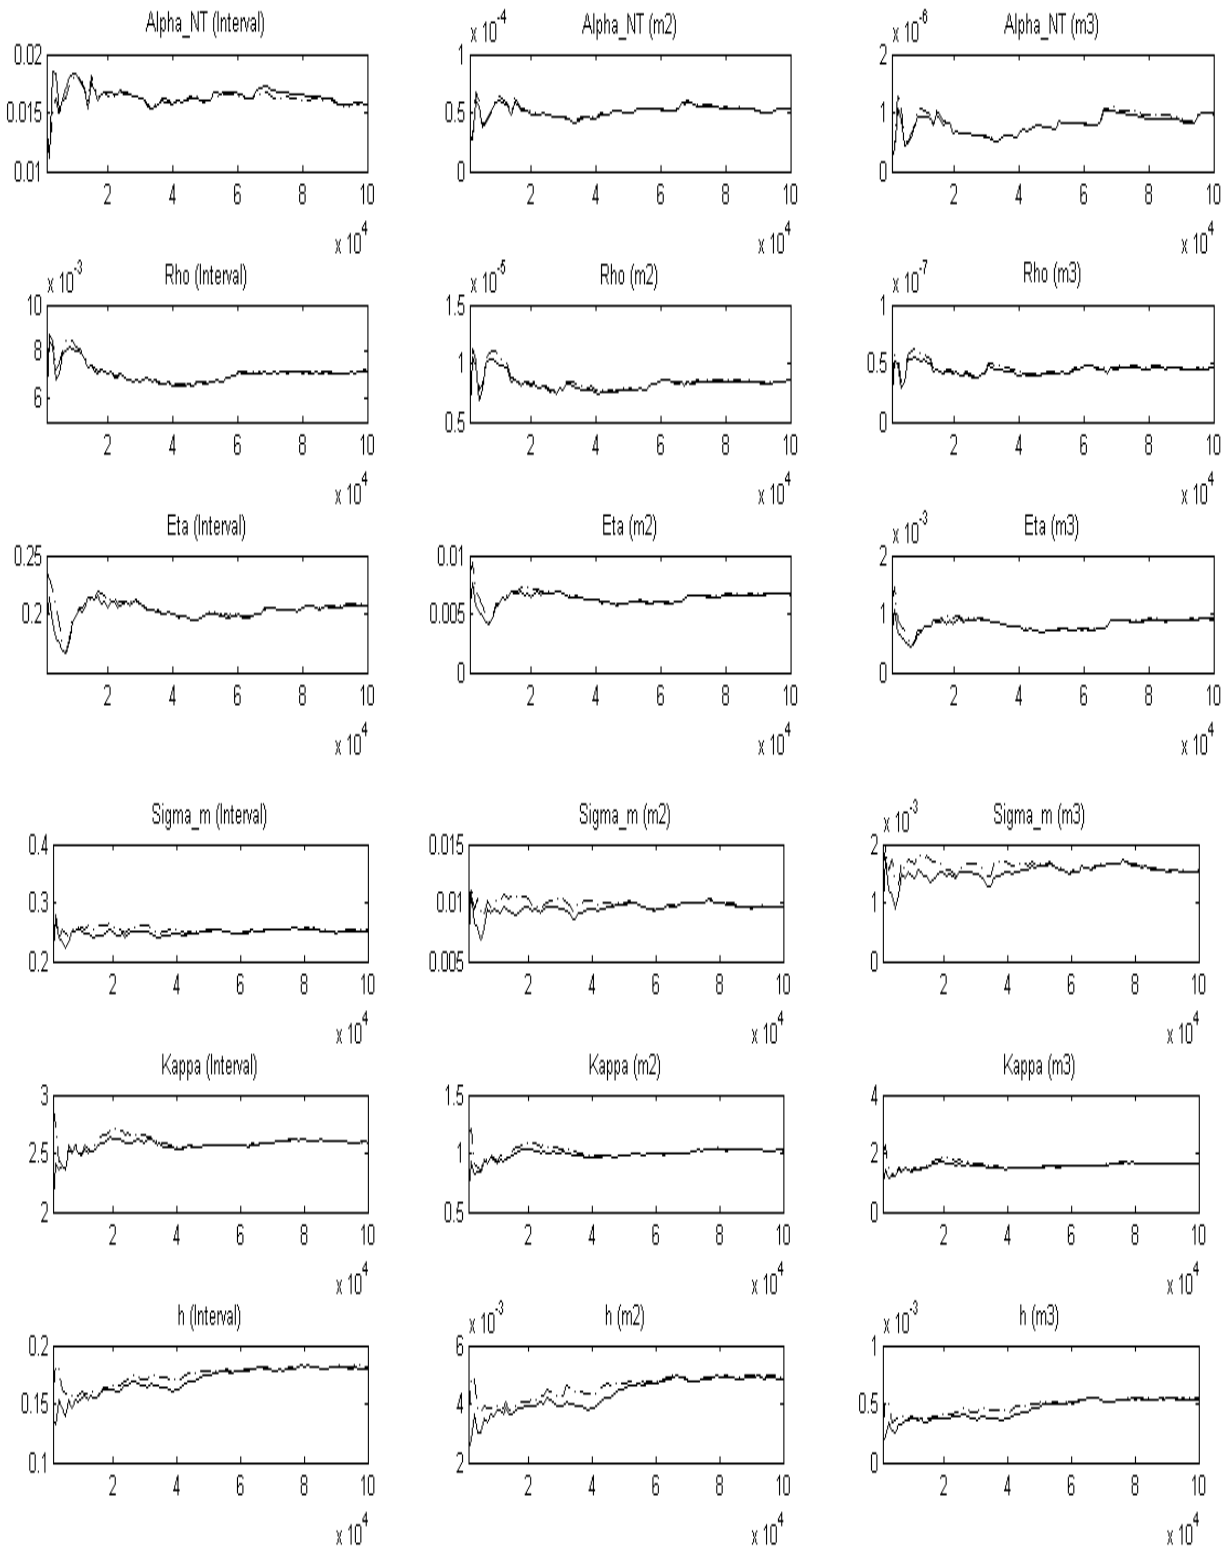 Alpha_NT (Interval)
0.02
0.015
0.01
2 4 6 8 10
x 10^4
Alpha_NT (m2)
x 10^-4
1
0.5
0
2 4 6 8 10
x 10^4
Alpha_NT (m3)
x 10^-6
2
1
0
2 4 6 8 10
x 10^4
Rho (Interval)
x 10^-3
10
8
6
2 4 6 8 10
x 10^4
Rho (m2)
x 10^-5
1.5
1
0.5
2 4 6 8 10
x 10^4
Rho (m3)
x 10^-7
1
0.5
0
2 4 6 8 10
x 10^4
Eta (Interval)
0.25
0.2
2 4 6 8 10
x 10^4
Eta (m2)
0.01
0.005
0
2 4 6 8 10
x 10^4
Eta (m3)
x 10^-3
2
1
0
2 4 6 8 10
x 10^4
Sigma_m (Interval)
0.4
0.3
0.2
2 4 6 8 10
x 10^4
Sigma_m (m2)
0.015
0.01
0.005
2 4 6 8 10
x 10^4
Sigma_m (m3)
x 10^-3
2
1
0
2 4 6 8 10
x 10^4
Kappa (Interval)
3
2.5
2
2 4 6 8 10
x 10^4
Kappa (m2)
1.5
1
0.5
2 4 6 8 10
x 10^4
Kappa (m3)
4
2
0
2 4 6 8 10
x 10^4
h (Interval)
0.2
0.15
0.1
2 4 6 8 10
x 10^4
h (m2)
x 10^-3
6
4
2
2 4 6 8 10
x 10^4
h (m3)
x 10^-3
1
0.5
0
2 4 6 8 10
x 10^4